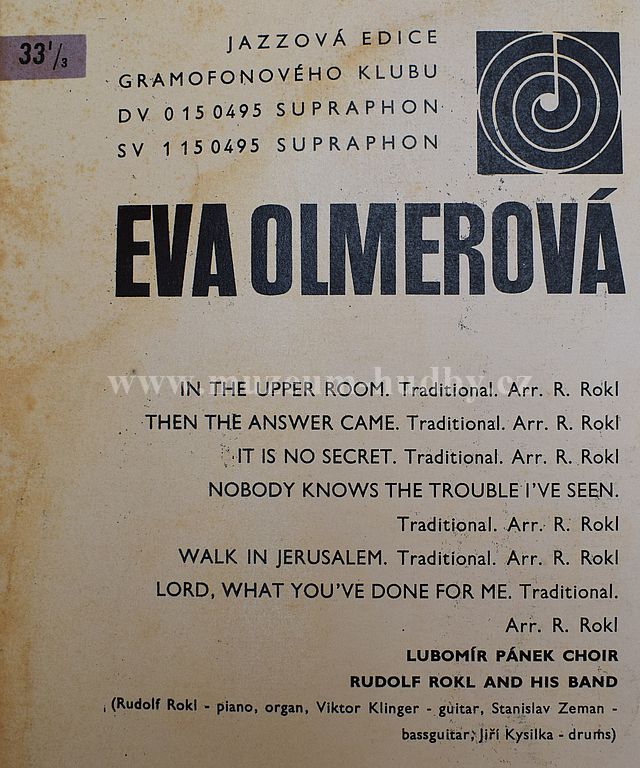 33 1/3
JAZZOVÁ EDICE
GRAMOFONOVÉHO KLUBU
DV 0150495 SUPRAPHON
SV 1150495 SUPRAPHON
EVA OLMEROVÁ
www.muzeum-hudby.cz
IN THE UPPER ROOM. Traditional. Arr. R. Rokl
THEN THE ANSWER CAME. Traditional. Arr. R. Rokl
IT IS NO SECRET. Traditional. Arr. R. Rokl
NOBODY KNOWS THE TROUBLE I'VE SEEN.
Traditional. Arr. R. Rokl
WALK IN JERUSALEM. Traditional. Arr. R. Rokl
LORD, WHAT YOU'VE DONE FOR ME. Traditional.
Arr. R. Rokl
LUBOMÍR PÁNEK CHOIR
RUDOLF ROKL AND HIS BAND
(Rudolf Rokl - piano, organ, Viktor Klinger - guitar, Stanislav Zeman -
bassguitar, Jiří Kysilka - drums)